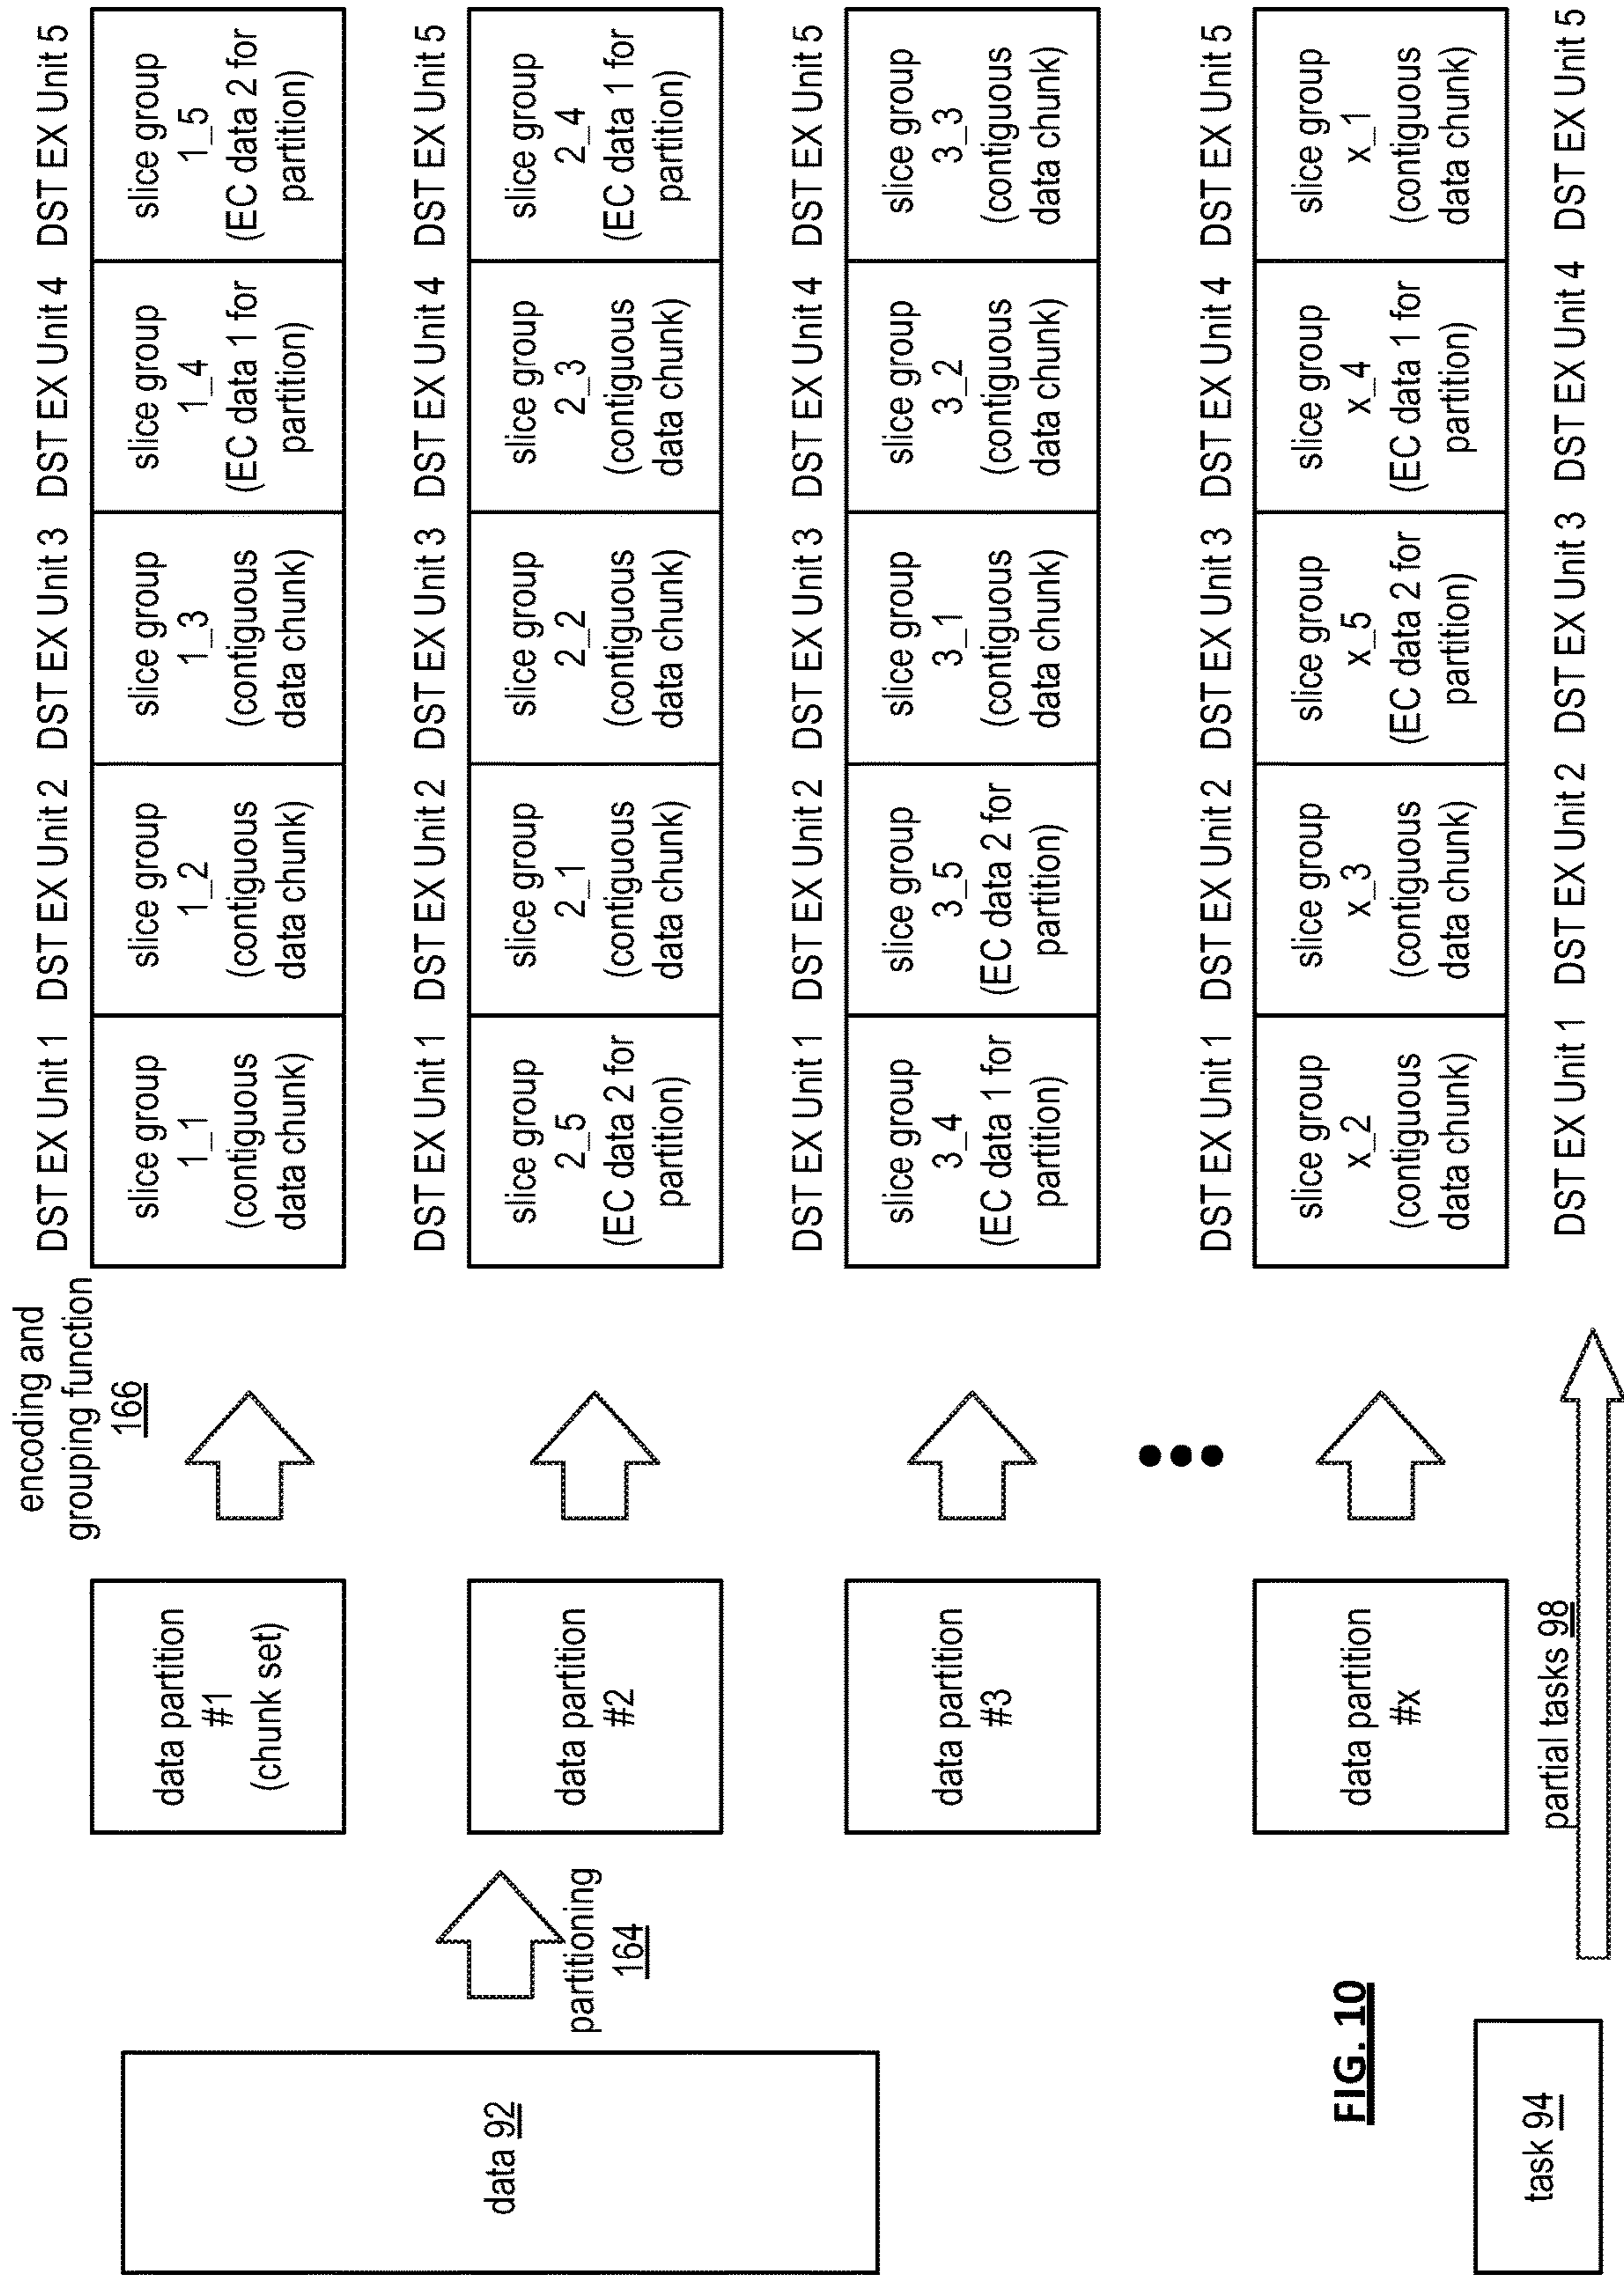 data 92
task 94
FIG. 10
partitioning
164
data partition
#1
(chunk set)
data partition
#2
data partition
#3
data partition
#x
partial tasks 98
encoding and
grouping function
166
DST EX Unit 1
DST EX Unit 2
DST EX Unit 3
DST EX Unit 4
DST EX Unit 5
slice group
1_1
(contiguous
data chunk)
slice group
1_2
(contiguous
data chunk)
slice group
1_3
(contiguous
data chunk)
slice group
1_4
(EC data 1 for
partition)
slice group
1_5
(EC data 2 for
partition)
DST EX Unit 1
DST EX Unit 2
DST EX Unit 3
DST EX Unit 4
DST EX Unit 5
slice group
2_5
(EC data 2 for
partition)
slice group
2_1
(contiguous
data chunk)
slice group
2_2
(contiguous
data chunk)
slice group
2_3
(contiguous
data chunk)
slice group
2_4
(EC data 1 for
partition)
DST EX Unit 1
DST EX Unit 2
DST EX Unit 3
DST EX Unit 4
DST EX Unit 5
slice group
3_4
(EC data 1 for
partition)
slice group
3_5
(EC data 2 for
partition)
slice group
3_1
(contiguous
data chunk)
slice group
3_2
(contiguous
data chunk)
slice group
3_3
(contiguous
data chunk)
DST EX Unit 1
DST EX Unit 2
DST EX Unit 3
DST EX Unit 4
DST EX Unit 5
slice group
x_2
(contiguous
data chunk)
slice group
x_3
(contiguous
data chunk)
slice group
x_5
(EC data 2 for
partition)
slice group
x_4
(EC data 1 for
partition)
slice group
x_1
(contiguous
data chunk)
DST EX Unit 1
DST EX Unit 2
DST EX Unit 3
DST EX Unit 4
DST EX Unit 5